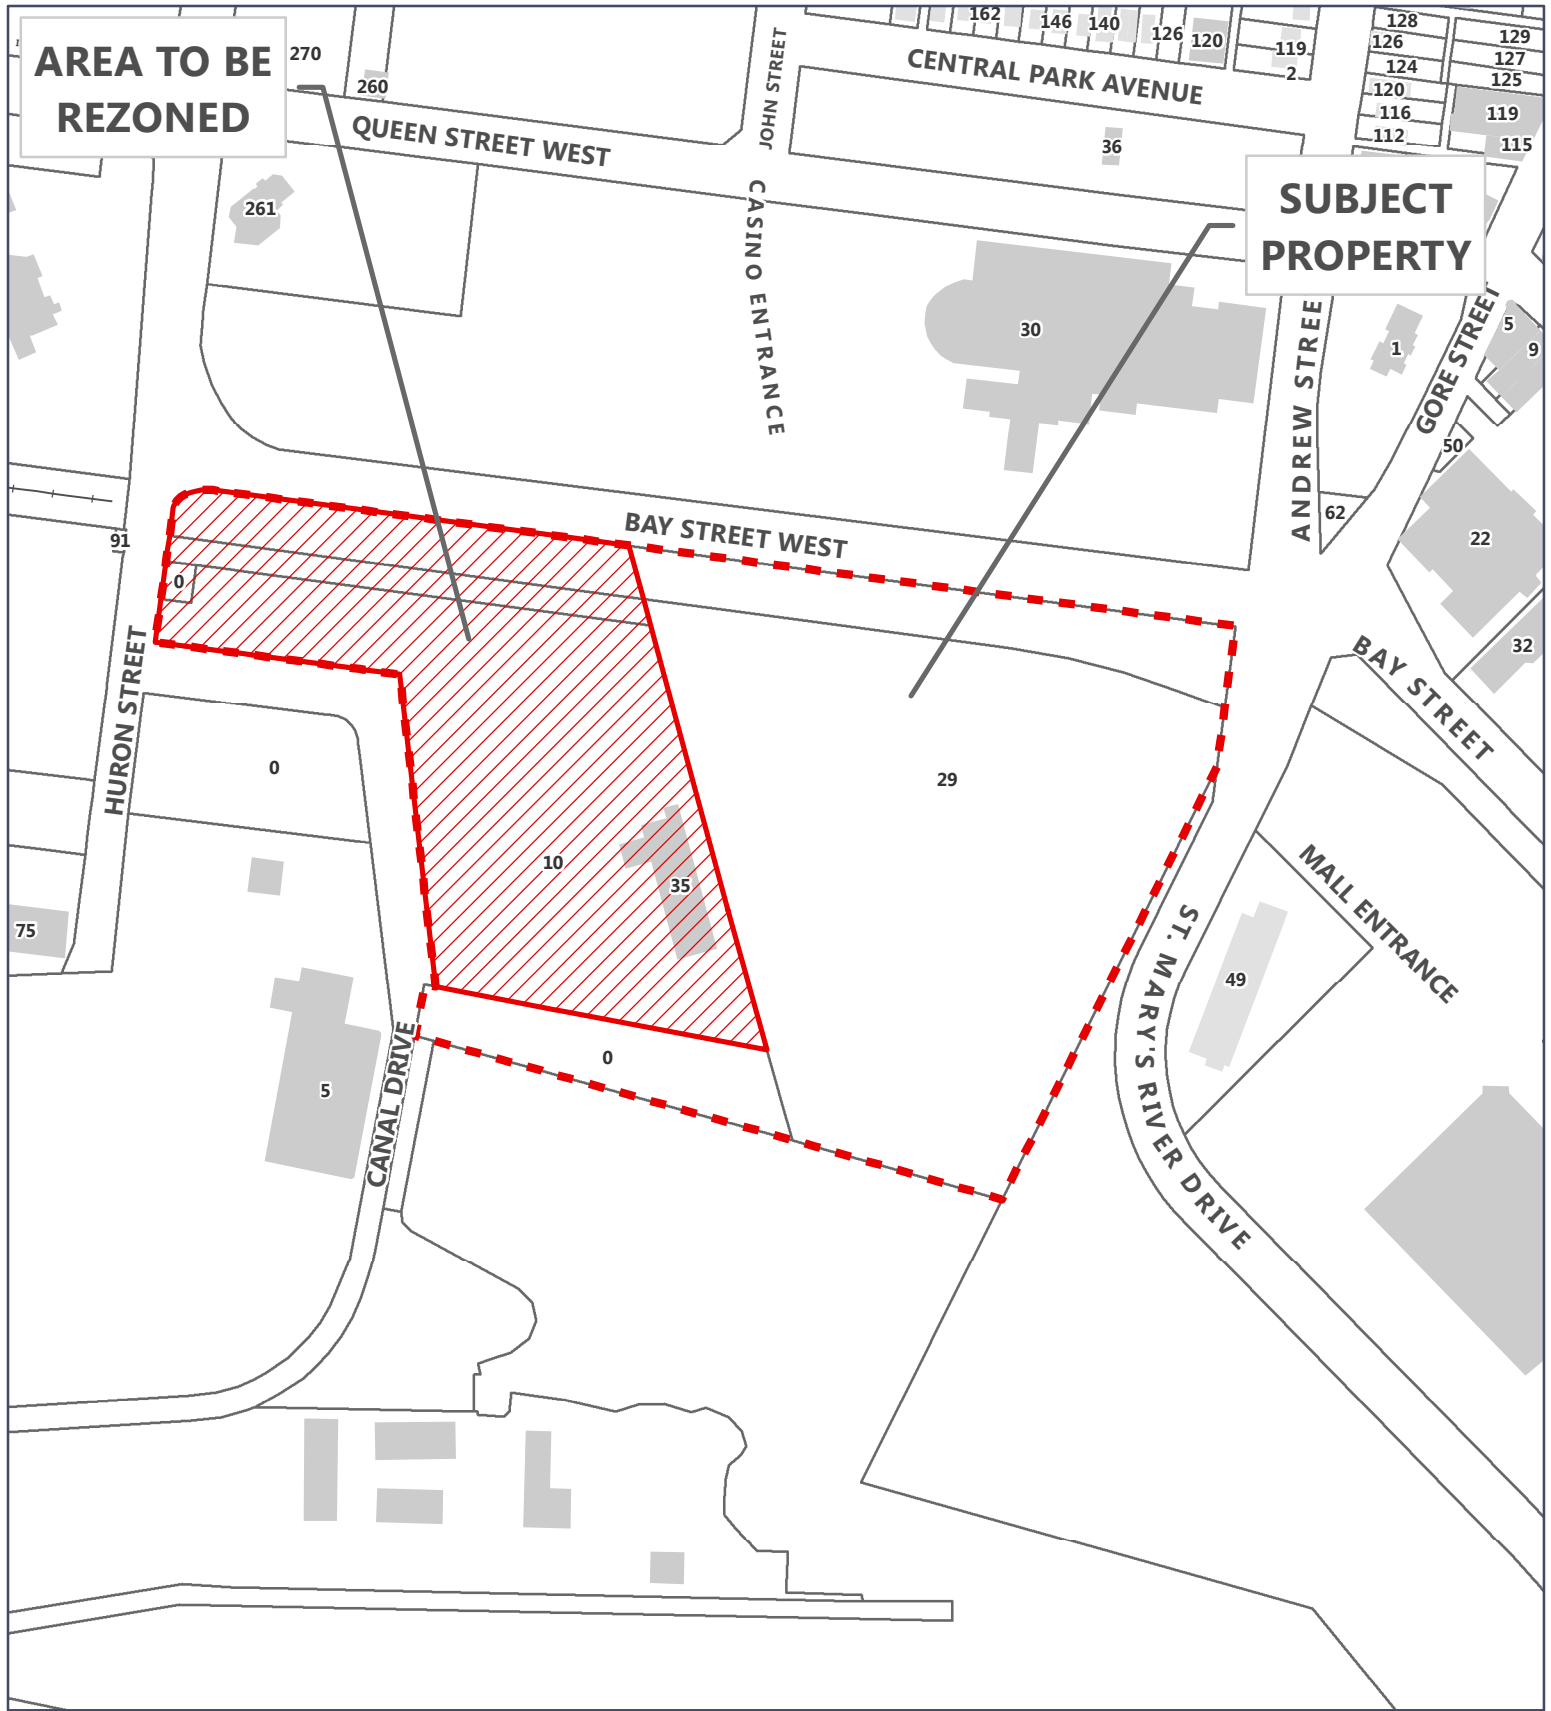 162
146
140
126
120
119
2
128
126
124
120
116
112
129
127
125
119
115
AREA TO BE
REZONED
270
260
JOHN STREET
CENTRAL PARK AVENUE
QUEEN STREET WEST
36
261
CASINO ENTRANCE
SUBJECT
PROPERTY
30
ANDREW STREE
1
GORE STREET
5
9
50
62
22
32
91
BAY STREET WEST
0
HURON STREET
BAY STREET
0
29
10
35
75
MALL ENTRANCE
ST. MARY'S RIVER DRIVE
49
0
5
CANAL DRIVE